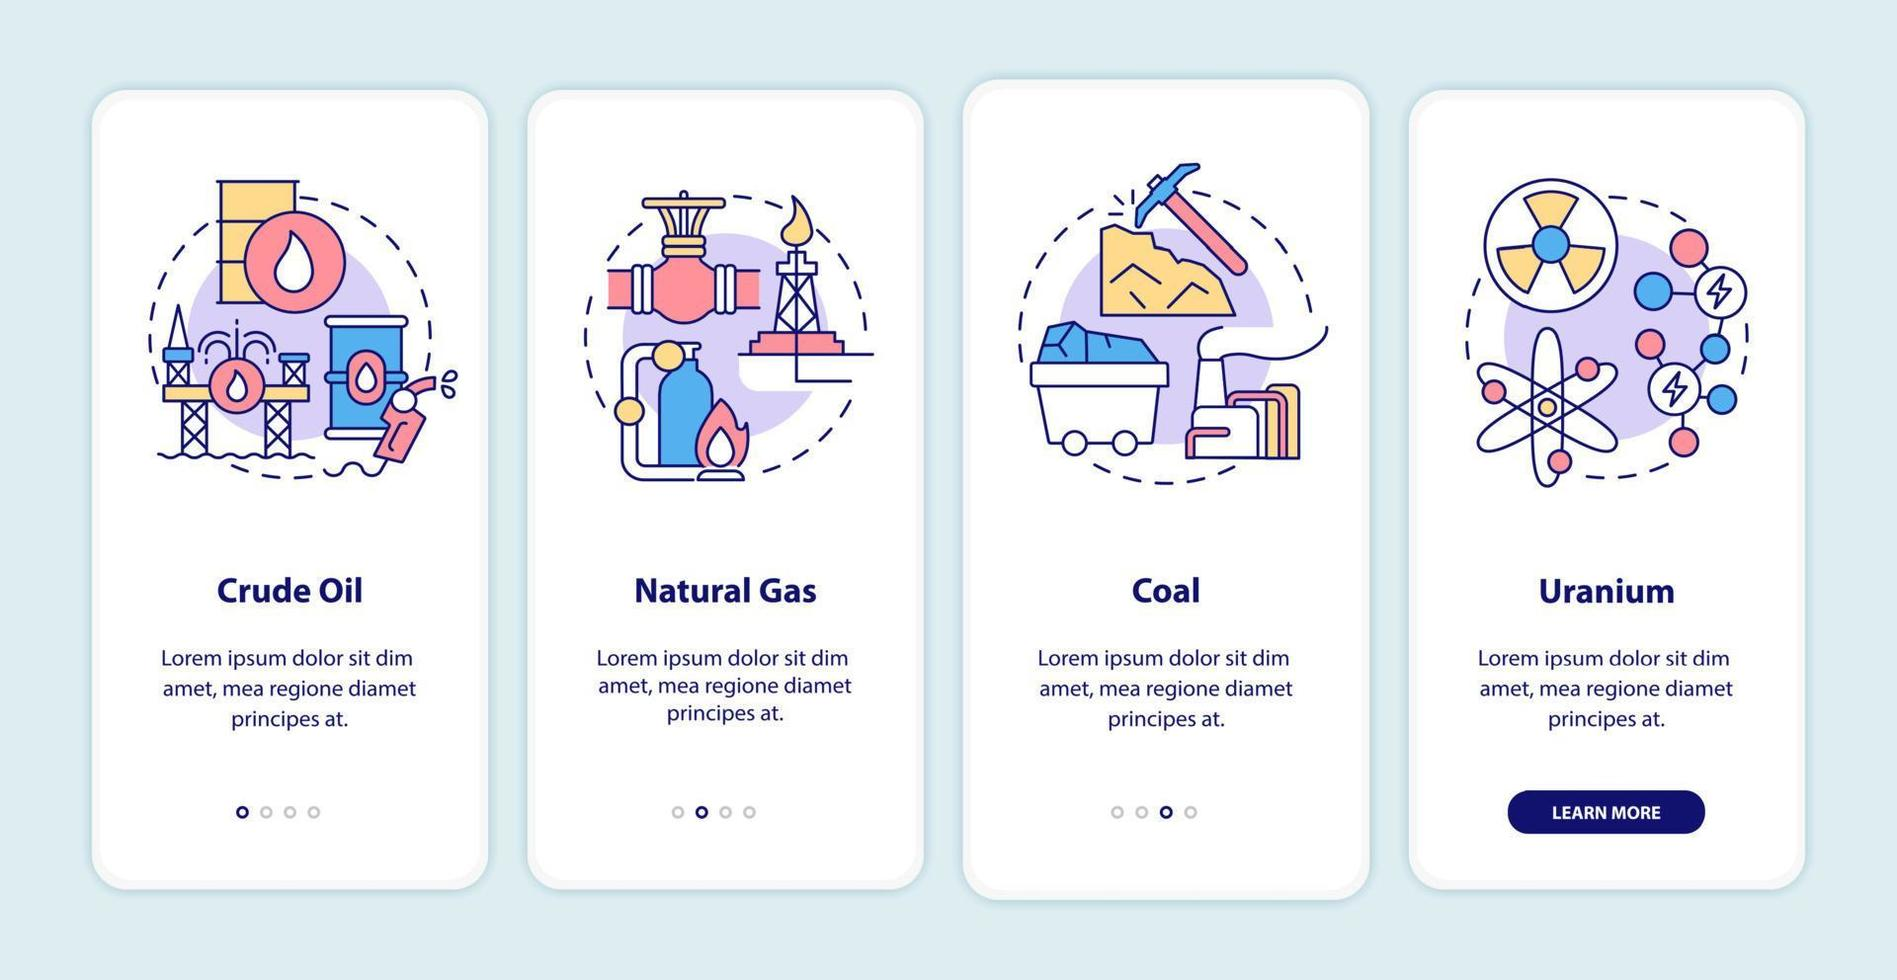 Crude Oil
Lorem ipsum dolor sit dim
amet, mea regione diamet
principes at.
Natural Gas
Lorem ipsum dolor sit dim
amet, mea regione diamet
principes at.
Coal
Lorem ipsum dolor sit dim
amet, mea regione diamet
principes at.
Uranium
Lorem ipsum dolor sit dim
amet, mea regione diamet
principes at.
LEARN MORE